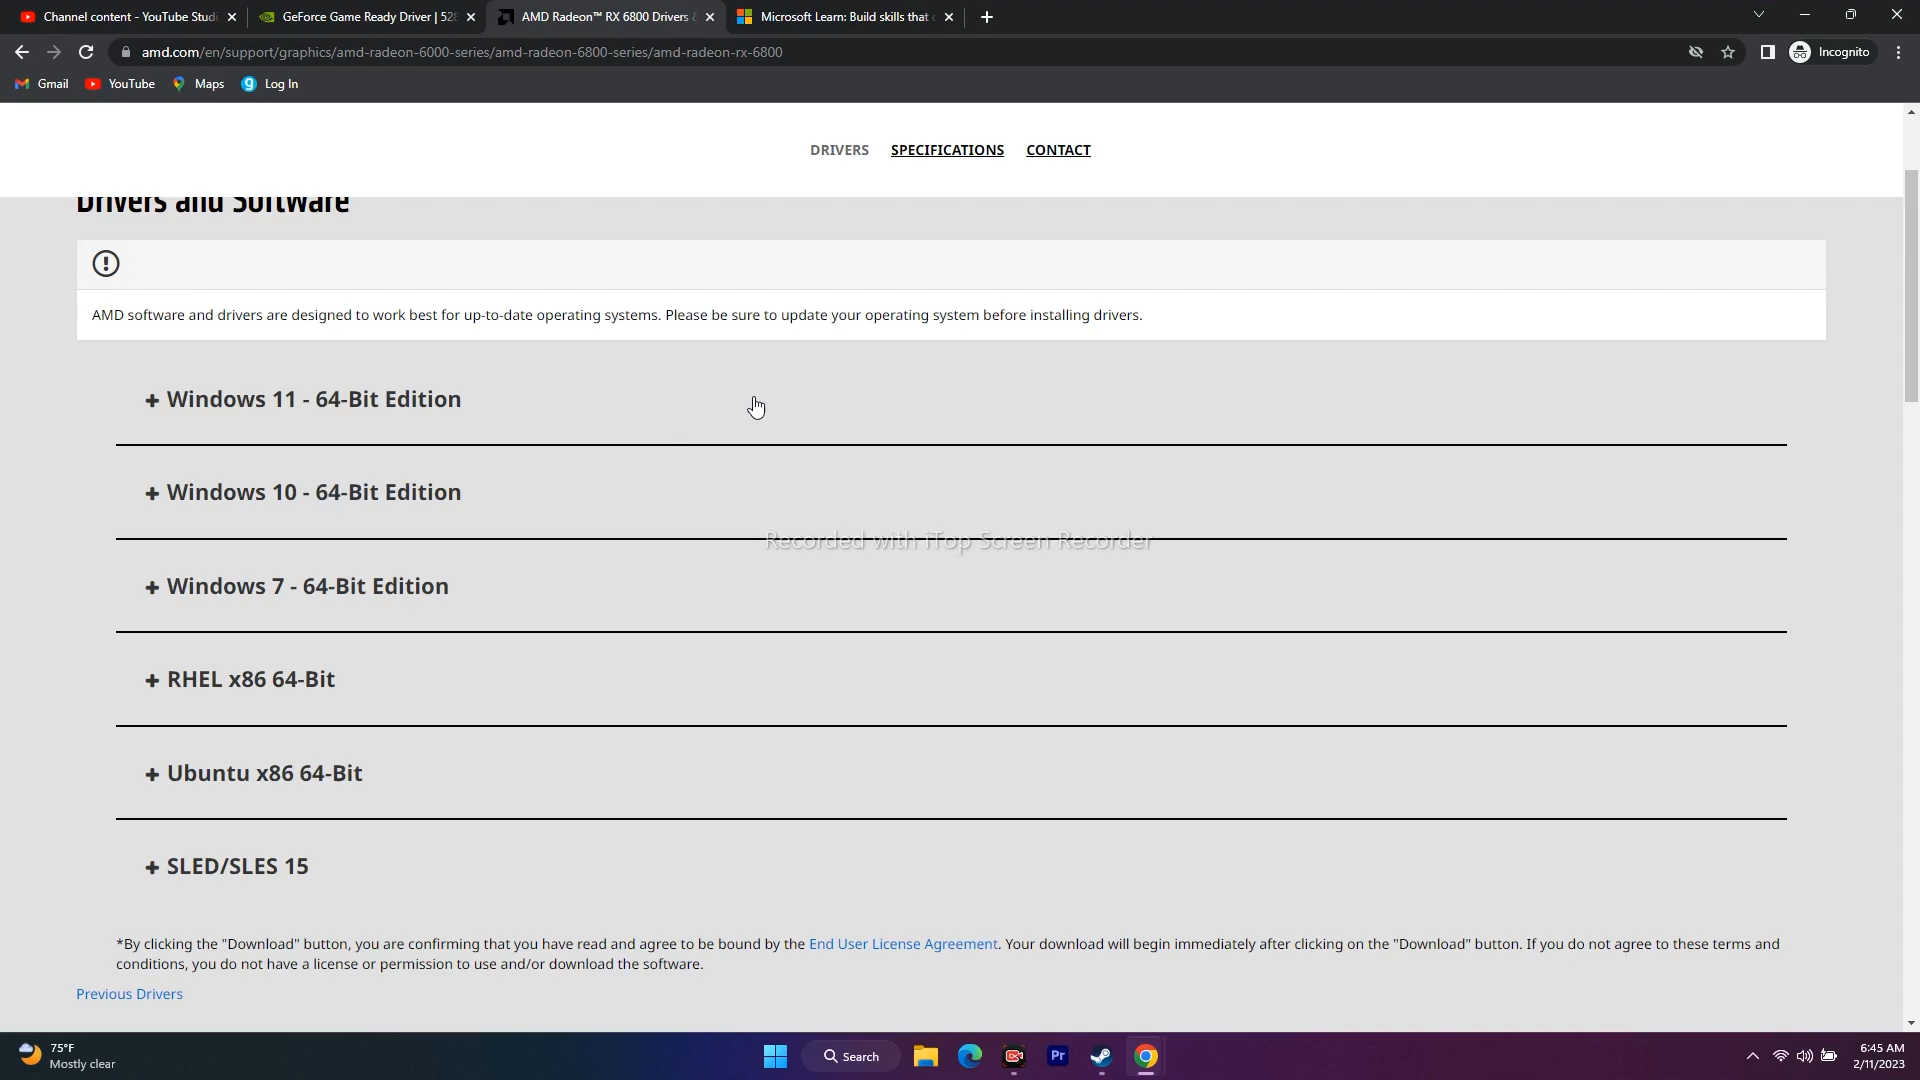 Channel content - YouTube Studi
GeForce Game Ready Driver | 528
AMD Radeon™ RX 6800 Drivers &
Microsoft Learn: Build skills that o
amd.com/en/support/graphics/amd-radeon-6000-series/amd-radeon-6800-series/amd-radeon-rx-6800
Incognito
Gmail
YouTube
Maps
Log In
DRIVERS
SPECIFICATIONS
CONTACT
Drivers and Software
AMD software and drivers are designed to work best for up-to-date operating systems. Please be sure to update your operating system before installing drivers.
+ Windows 11 - 64-Bit Edition
+ Windows 10 - 64-Bit Edition
Recorded with iTop Screen Recorder
+ Windows 7 - 64-Bit Edition
+ RHEL x86 64-Bit
+ Ubuntu x86 64-Bit
+ SLED/SLES 15
*By clicking the "Download" button, you are confirming that you have read and agree to be bound by the End User License Agreement. Your download will begin immediately after clicking on the "Download" button. If you do not agree to these terms and
conditions, you do not have a license or permission to use and/or download the software.
Previous Drivers
75°F
Mostly clear
Search
Pr
6:45 AM
2/11/2023